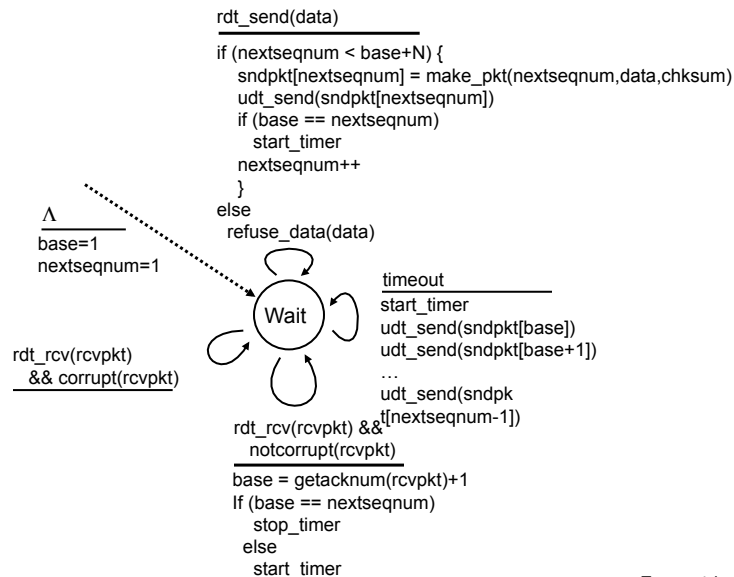 rdt_send(data)
if (nextseqnum < base+N) {
sndpkt[nextseqnum] = make_pkt(nextseqnum,data,chksum)
udt_send(sndpkt[nextseqnum])
if (base == nextseqnum)
start_timer
nextseqnum++
}
else
refuse_data(data)
Λ
base=1
nextseqnum=1
Wait
timeout
start_timer
udt_send(sndpkt[base])
udt_send(sndpkt[base+1])
…
udt_send(sndpk
t[nextseqnum-1])
rdt_rcv(rcvpkt)
&& corrupt(rcvpkt)
rdt_rcv(rcvpkt) &&
notcorrupt(rcvpkt)
base = getacknum(rcvpkt)+1
If (base == nextseqnum)
stop_timer
else
start_timer